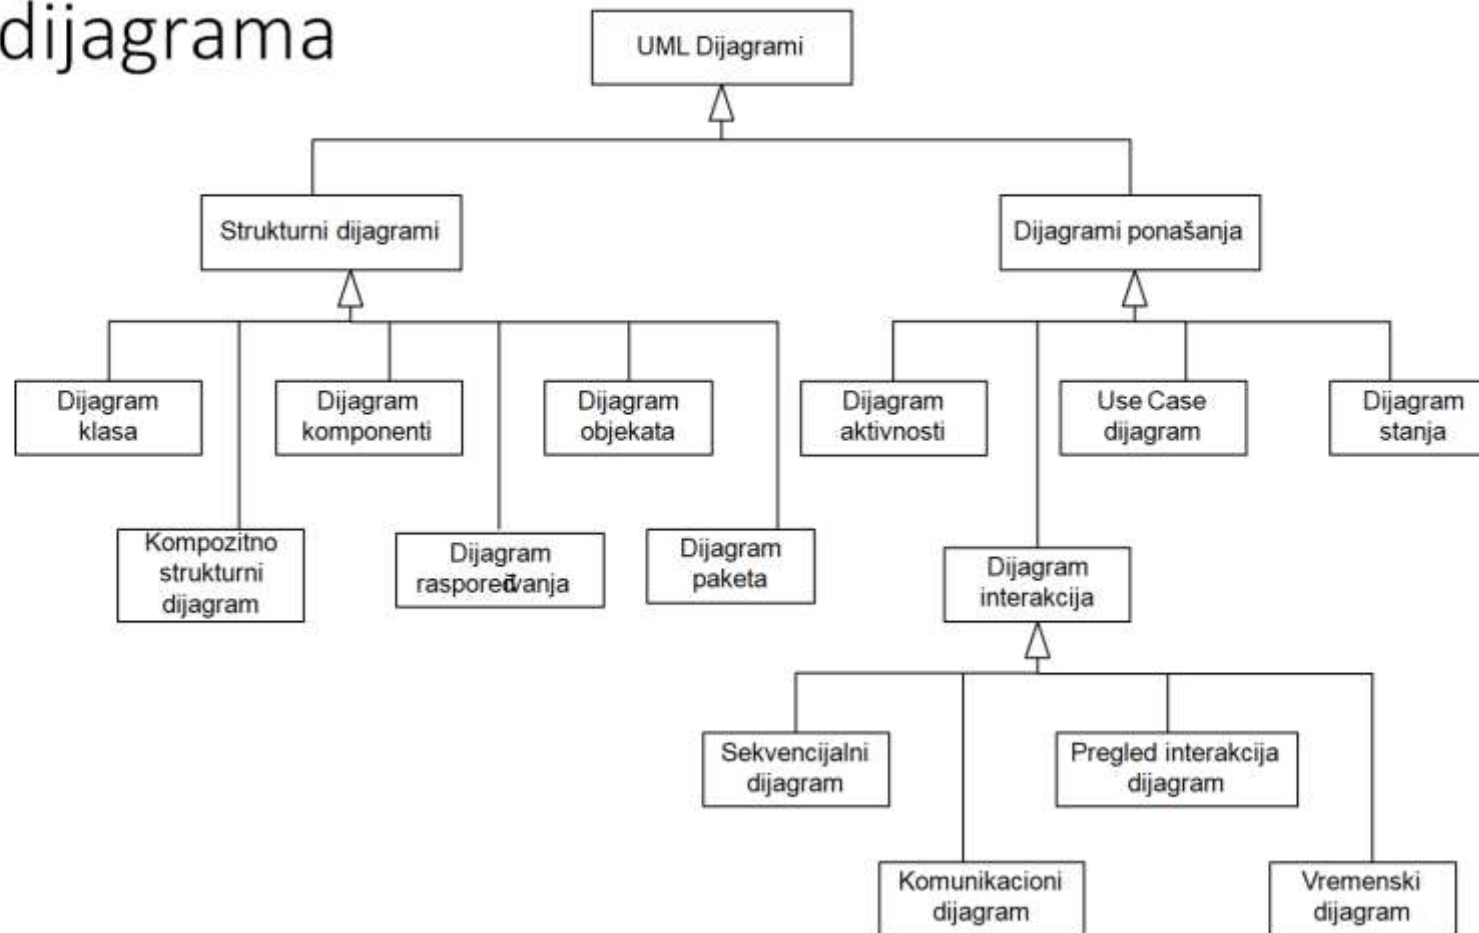 dijagrama
UML Dijagrami
Strukturni dijagrami
Dijagrami ponašanja
Dijagram
klasa
Dijagram
komponenti
Dijagram
objekata
Dijagram
aktivnosti
Use Case
dijagram
Dijagram
stanja
Kompozitno
strukturni
dijagram
Dijagram
Dijagram
paketa
Dijagram
interakcija
Sekvencijalni
dijagram
Pregled interakcija
dijagram
Komunikacioni
dijagram
Vremenski
dijagram